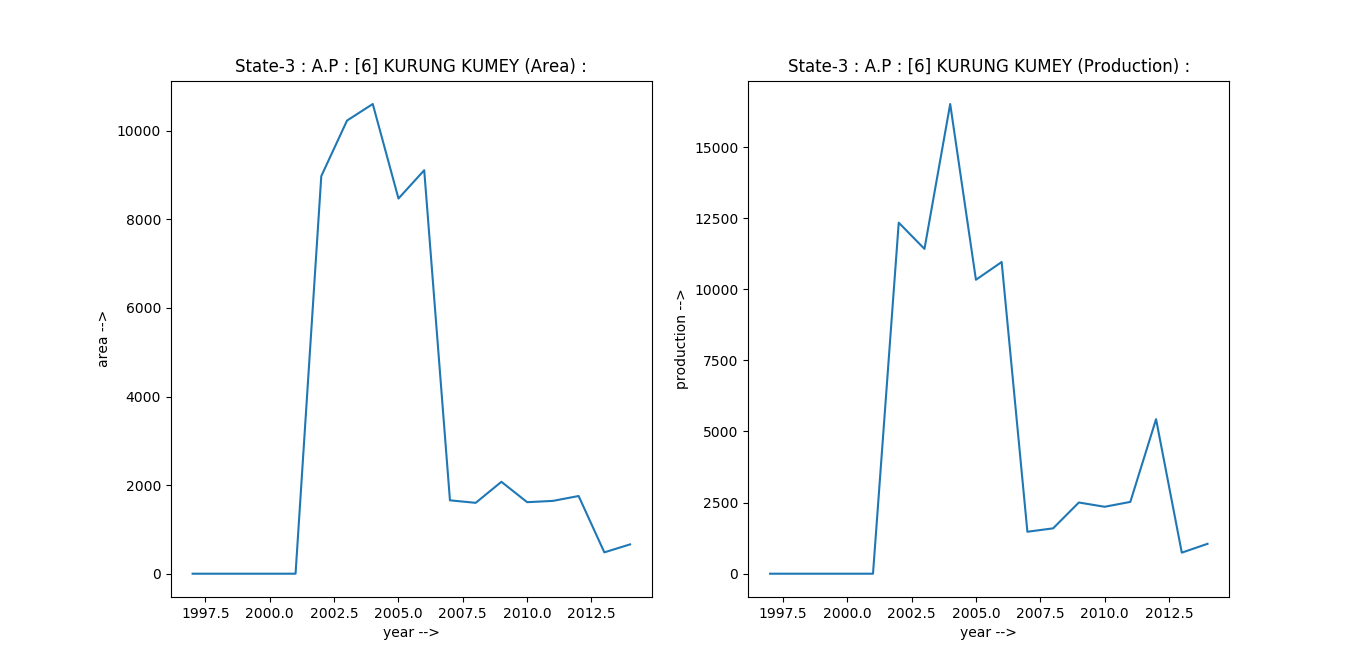 State-3 : A.P : [6] KURUNG KUMEY (Area) :
10000
8000
6000
4000
2000
0
area -->
1997.5 2000.0 2002.5 2005.0 2007.5 2010.0 2012.5
year -->
State-3 : A.P : [6] KURUNG KUMEY (Production) :
15000
12500
10000
7500
5000
2500
0
production -->
1997.5 2000.0 2002.5 2005.0 2007.5 2010.0 2012.5
year -->